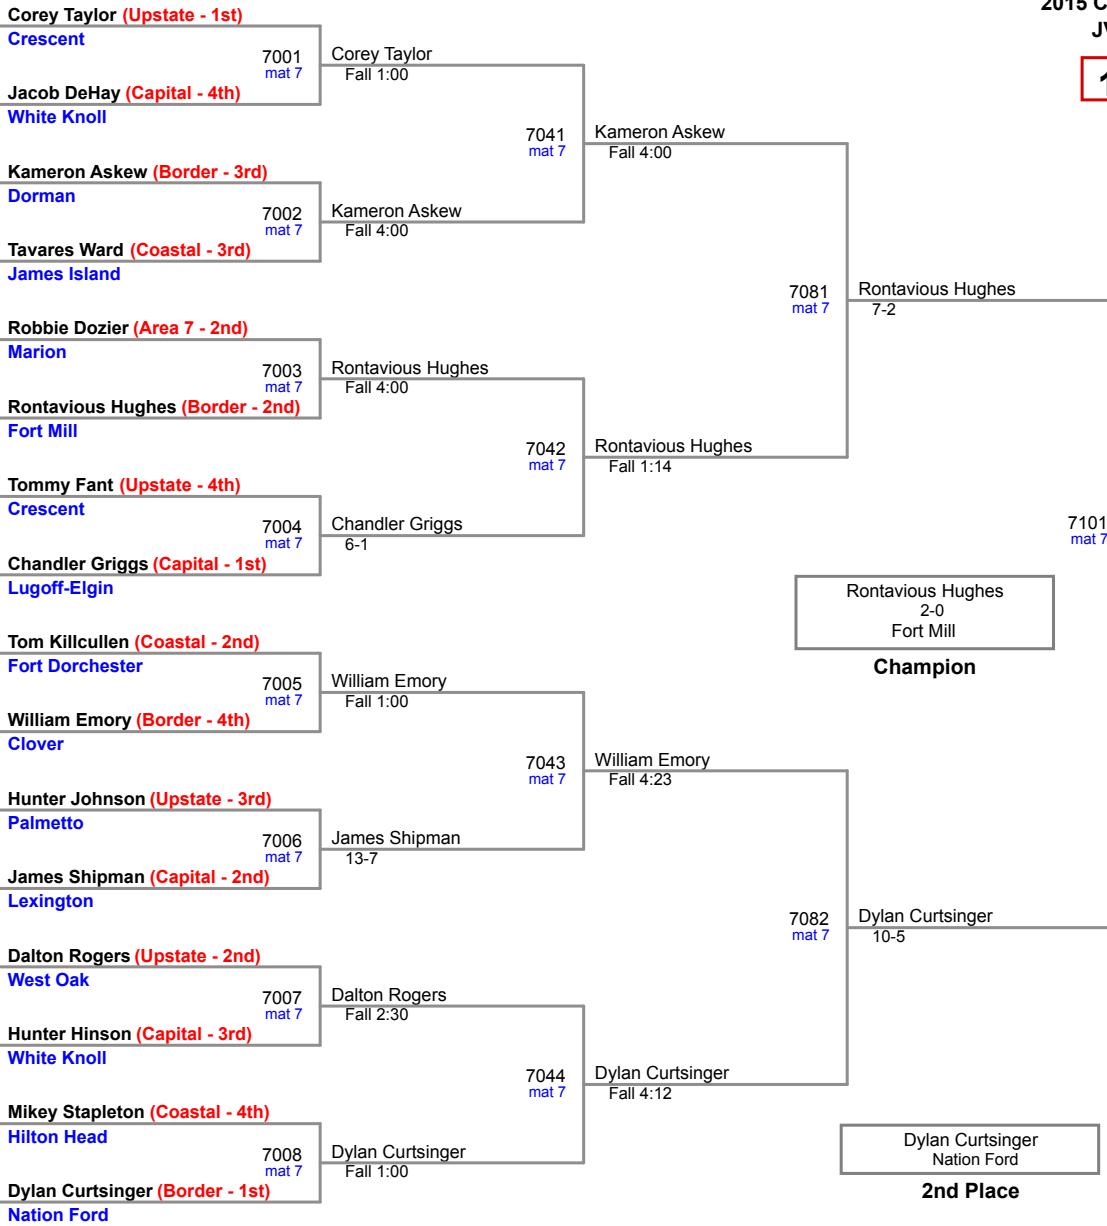 2015 C
JV
1
Corey Taylor (Upstate - 1st)
Crescent
7001
mat 7
Corey Taylor
Fall 1:00
Jacob DeHay (Capital - 4th)
White Knoll
7041
mat 7
Kameron Askew
Fall 4:00
Kameron Askew (Border - 3rd)
Dorman
7002
mat 7
Kameron Askew
Fall 4:00
Tavares Ward (Coastal - 3rd)
James Island
7081
mat 7
Rontavious Hughes
7-2
Robbie Dozier (Area 7 - 2nd)
Marion
7003
mat 7
Rontavious Hughes
Fall 4:00
Rontavious Hughes (Border - 2nd)
Fort Mill
7042
mat 7
Rontavious Hughes
Fall 1:14
Tommy Fant (Upstate - 4th)
Crescent
7004
mat 7
Chandler Griggs
6-1
Chandler Griggs (Capital - 1st)
Lugoff-Elgin
7101
mat 7
Rontavious Hughes
2-0
Fort Mill
Champion
Tom Killcullen (Coastal - 2nd)
Fort Dorchester
7005
mat 7
William Emory
Fall 1:00
William Emory (Border - 4th)
Clover
7043
mat 7
William Emory
Fall 4:23
Hunter Johnson (Upstate - 3rd)
Palmetto
7006
mat 7
James Shipman
13-7
James Shipman (Capital - 2nd)
Lexington
7082
mat 7
Dylan Curtsinger
10-5
Dalton Rogers (Upstate - 2nd)
West Oak
7007
mat 7
Dalton Rogers
Fall 2:30
Hunter Hinson (Capital - 3rd)
White Knoll
7044
mat 7
Dylan Curtsinger
Fall 4:12
Mikey Stapleton (Coastal - 4th)
Hilton Head
7008
mat 7
Dylan Curtsinger
Fall 1:00
Dylan Curtsinger (Border - 1st)
Nation Ford
Dylan Curtsinger
Nation Ford
2nd Place